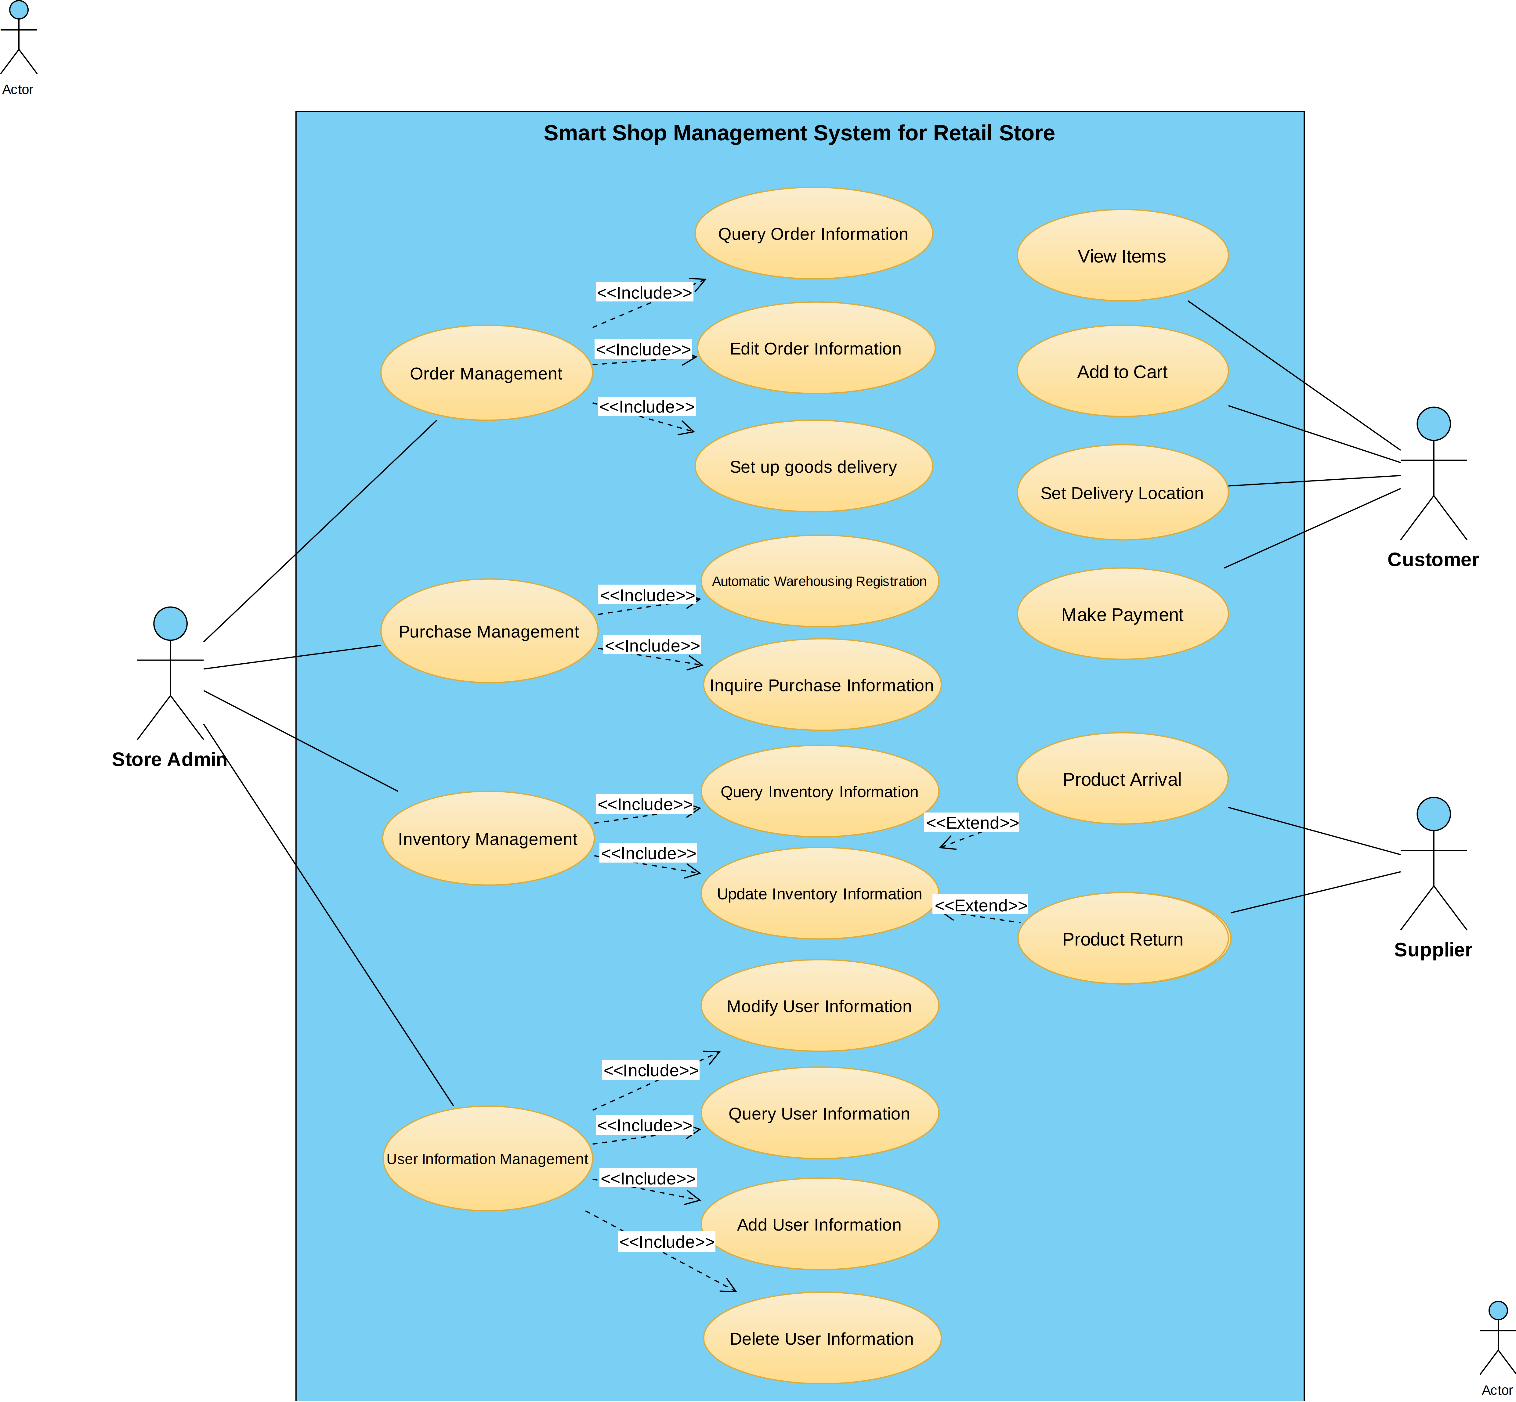 Actor
Smart Shop Management System for Retail Store
Query Order Information
View Items
<<Include>>
Edit Order Information
<<Include>>
Order Management
Add to Cart
<<Include>>
Set up goods delivery
Set Delivery Location
Customer
Automatic Warehousing Registration
<<Include>>
Purchase Management
Make Payment
<<Include>>
Inquire Purchase Information
Store Admin
Query Inventory Information
Product Arrival
<<Include>>
<<Extend>>
Inventory Management
<<Include>>
Update Inventory Information
<<Extend>>
Product Return
Supplier
Modify User Information
<<Include>>
Query User Information
<<Include>>
User Information Management
<<Include>>
Add User Information
<<Include>>
Delete User Information
Actor